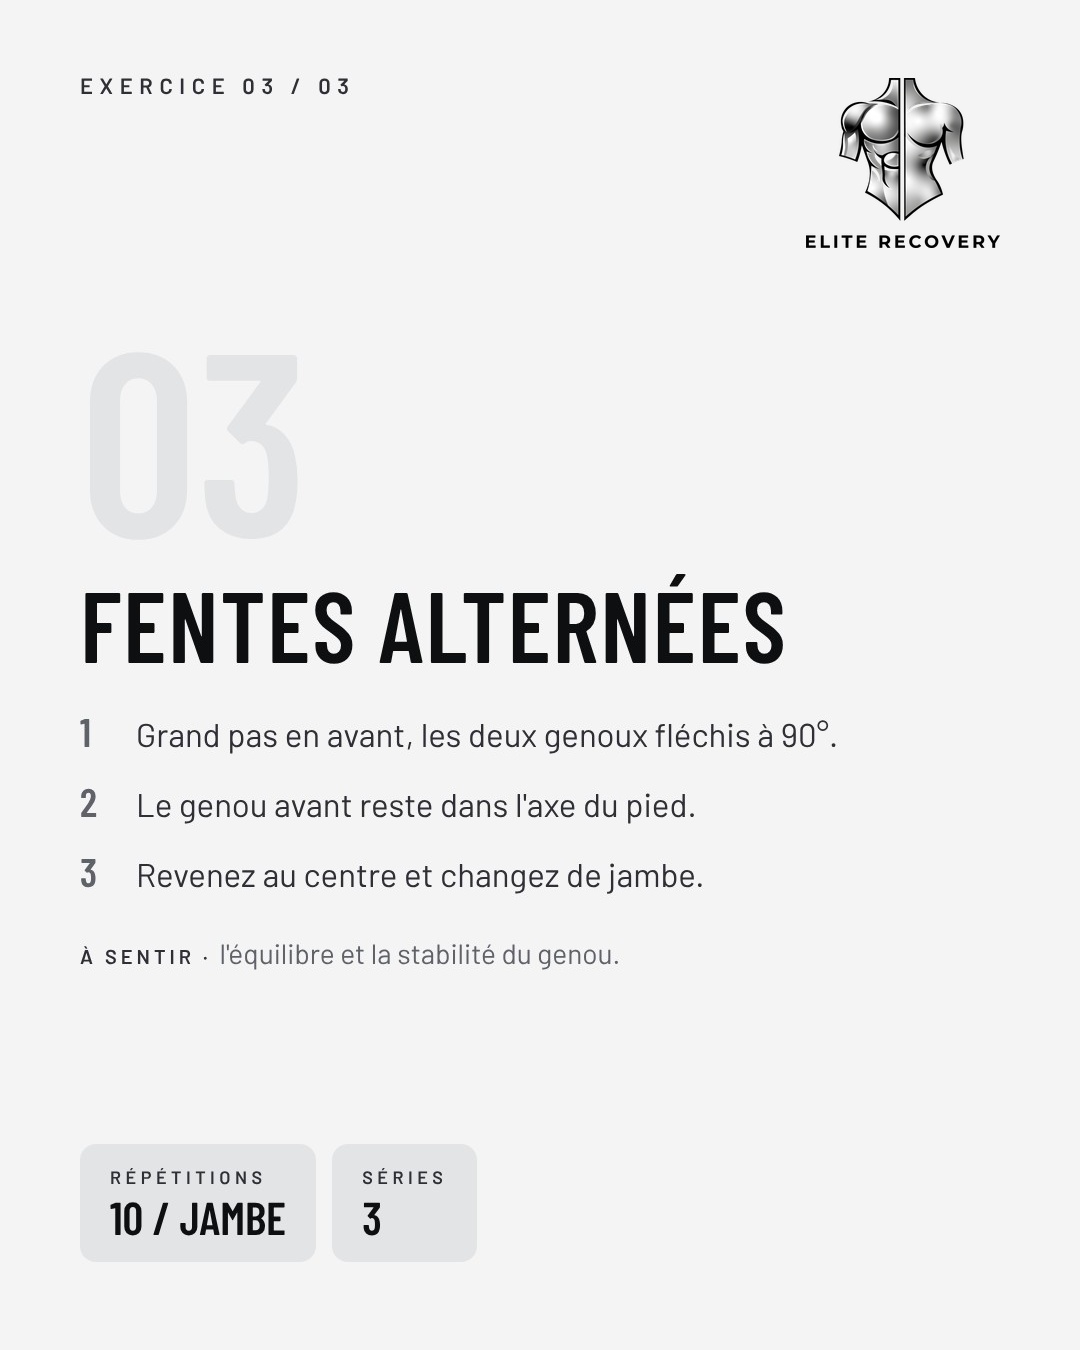 EXERCICE 03 / 03
ELITE RECOVERY
03
FENTES ALTERNÉES
1 Grand pas en avant, les deux genoux fléchis à 90°.
2 Le genou avant reste dans l'axe du pied.
3 Revenez au centre et changez de jambe.
À SENTIR · l'équilibre et la stabilité du genou.
RÉPÉTITIONS
10 / JAMBE
SÉRIES
3